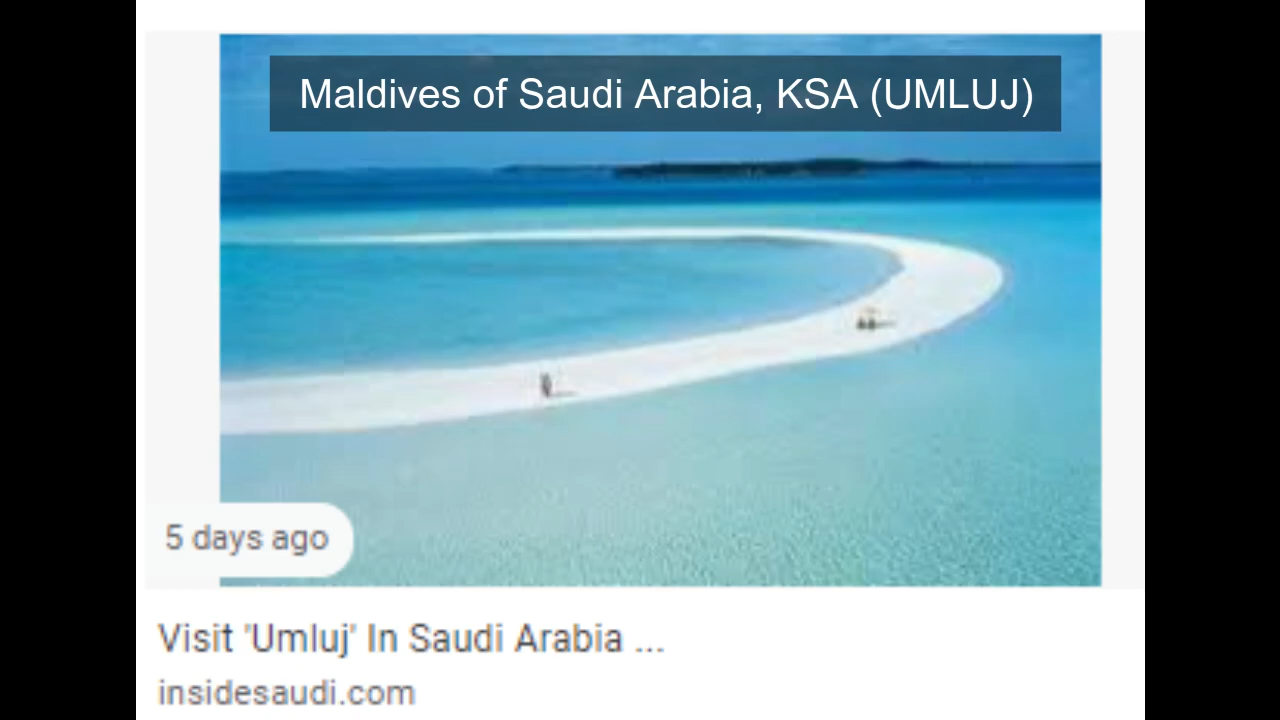 Maldives of Saudi Arabia, KSA (UMLUJ)
5 days ago
Visit 'Umluj' In Saudi Arabia ...
insidesaudi.com